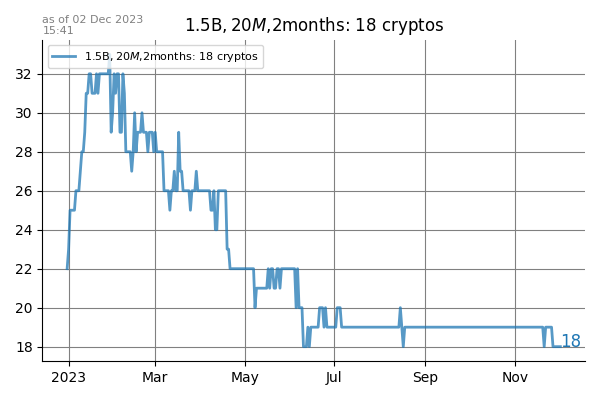 as of 02 Dec 2023
15:41
1.5B, 20M,2months: 18 cryptos
1.5B, 20M,2months: 18 cryptos
32
30
28
26
24
22
20
18
18
2023 Mar May Jul Sep Nov